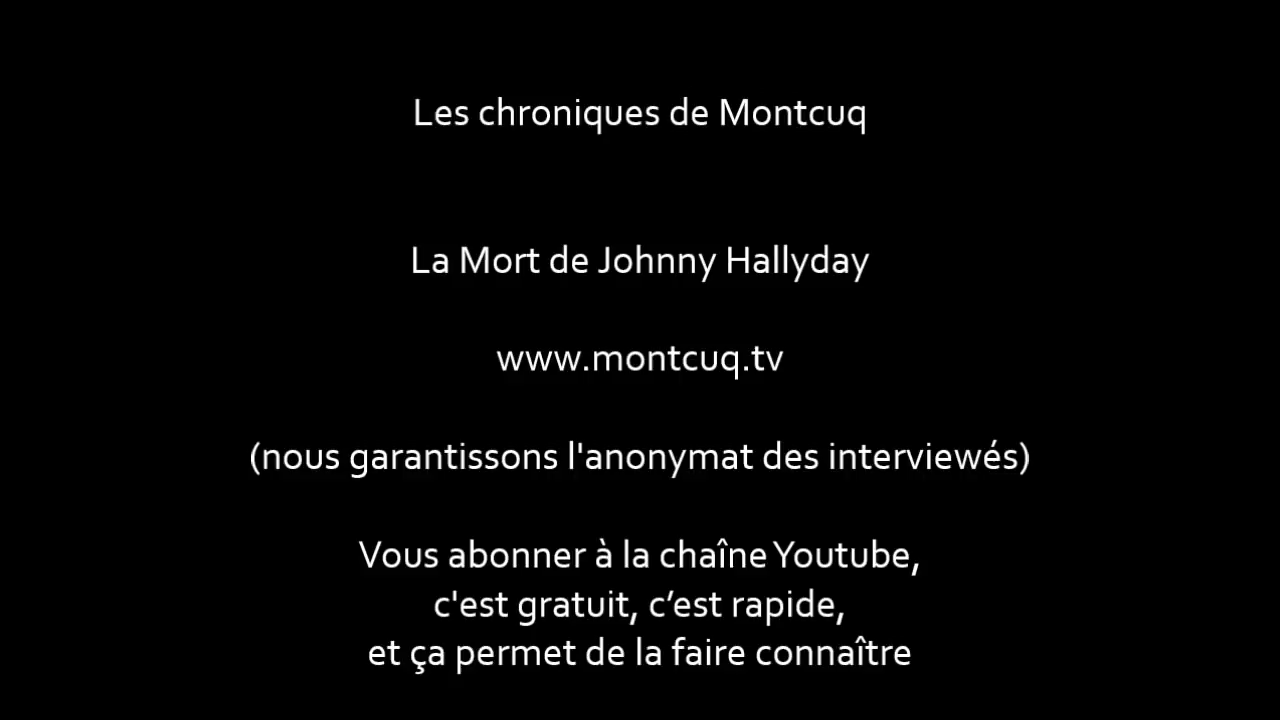 Les chroniques de Montcuq
La Mort de Johnny Hallyday
www.montcuq.tv
(nous garantissons l'anonymat des interviewés)
Vous abonner à la chaîne Youtube,
c'est gratuit, c’est rapide,
et ça permet de la faire connaître